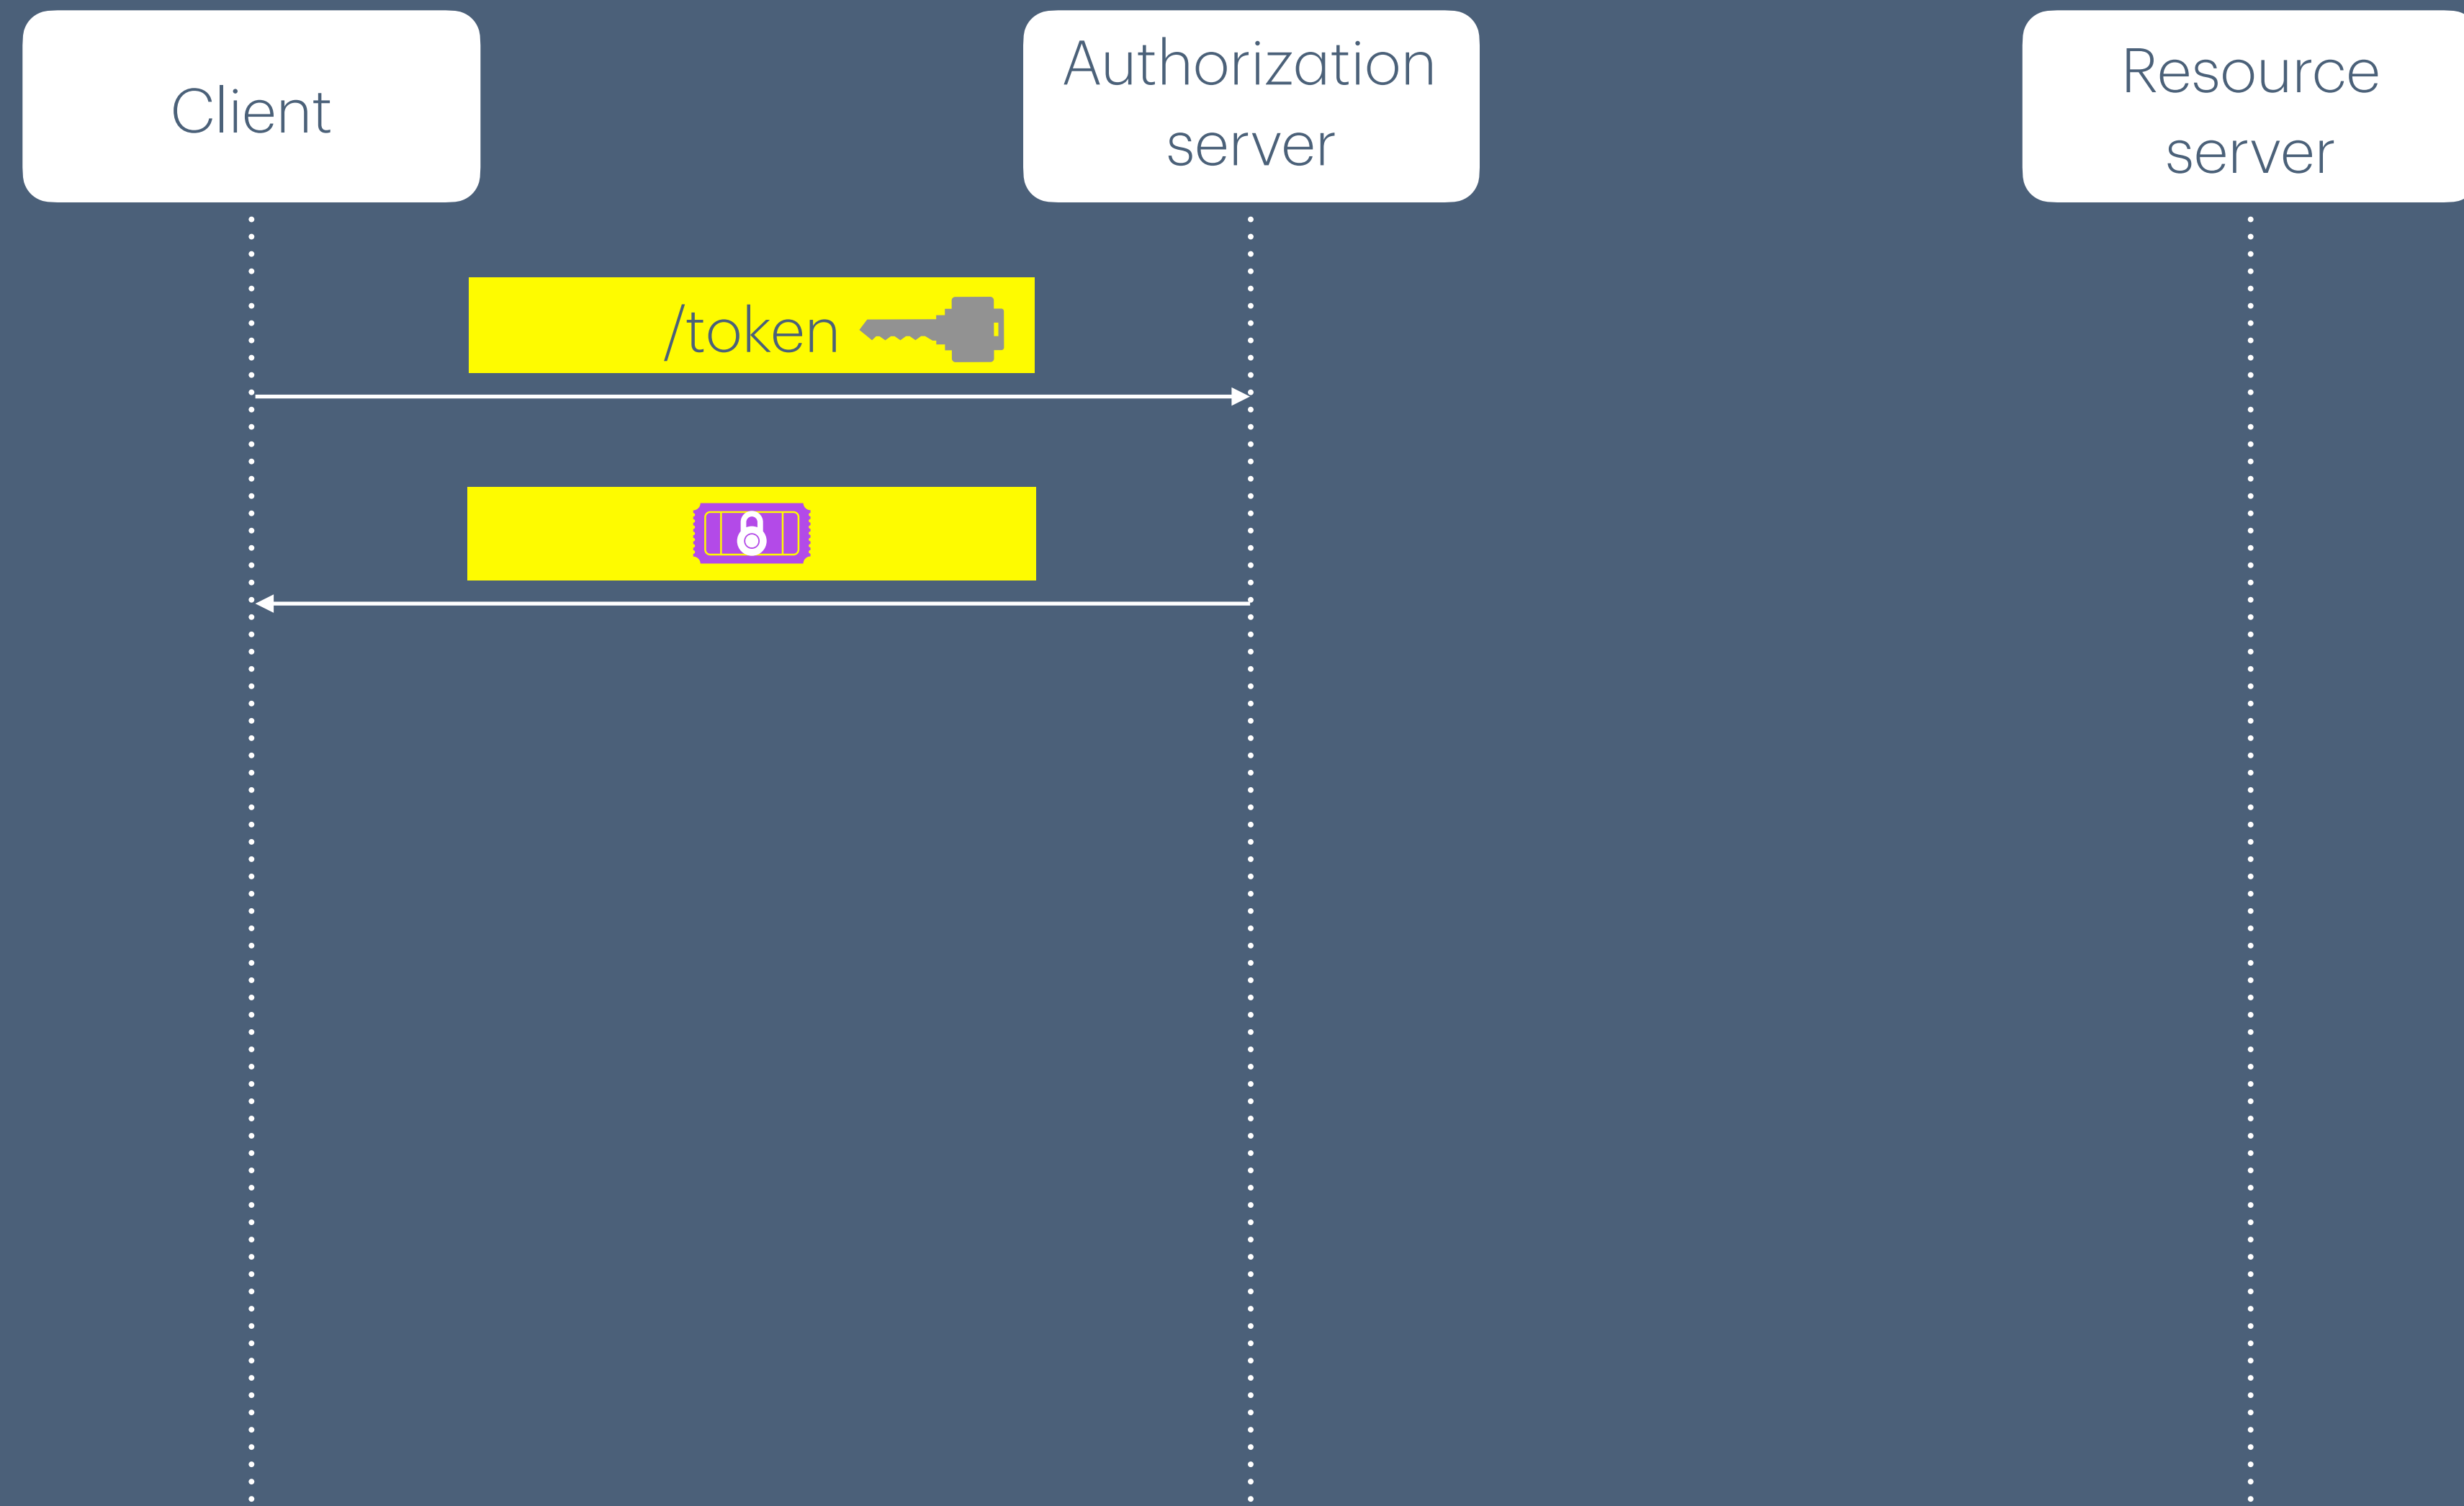 Client
Authorization
server
Resource
server
/token